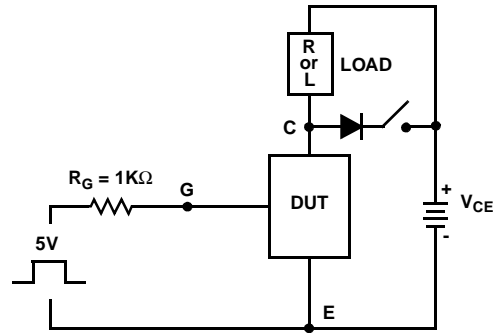 R
or
L
LOAD
C
R_G = 1KΩ
G
DUT
+
V_CE
-
5V
E